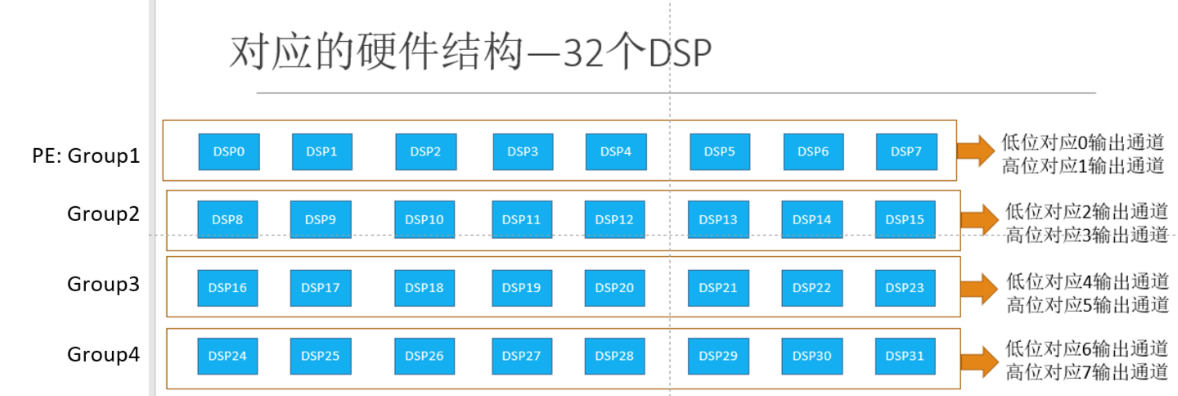 对应的硬件结构—32个DSP
PE: Group1
DSP0 DSP1 DSP2 DSP3 DSP4 DSP5 DSP6 DSP7
低位对应0输出通道
高位对应1输出通道
Group2
DSP8 DSP9 DSP10 DSP11 DSP12 DSP13 DSP14 DSP15
低位对应2输出通道
高位对应3输出通道
Group3
DSP16 DSP17 DSP18 DSP19 DSP20 DSP21 DSP22 DSP23
低位对应4输出通道
高位对应5输出通道
Group4
DSP24 DSP25 DSP26 DSP27 DSP28 DSP29 DSP30 DSP31
低位对应6输出通道
高位对应7输出通道